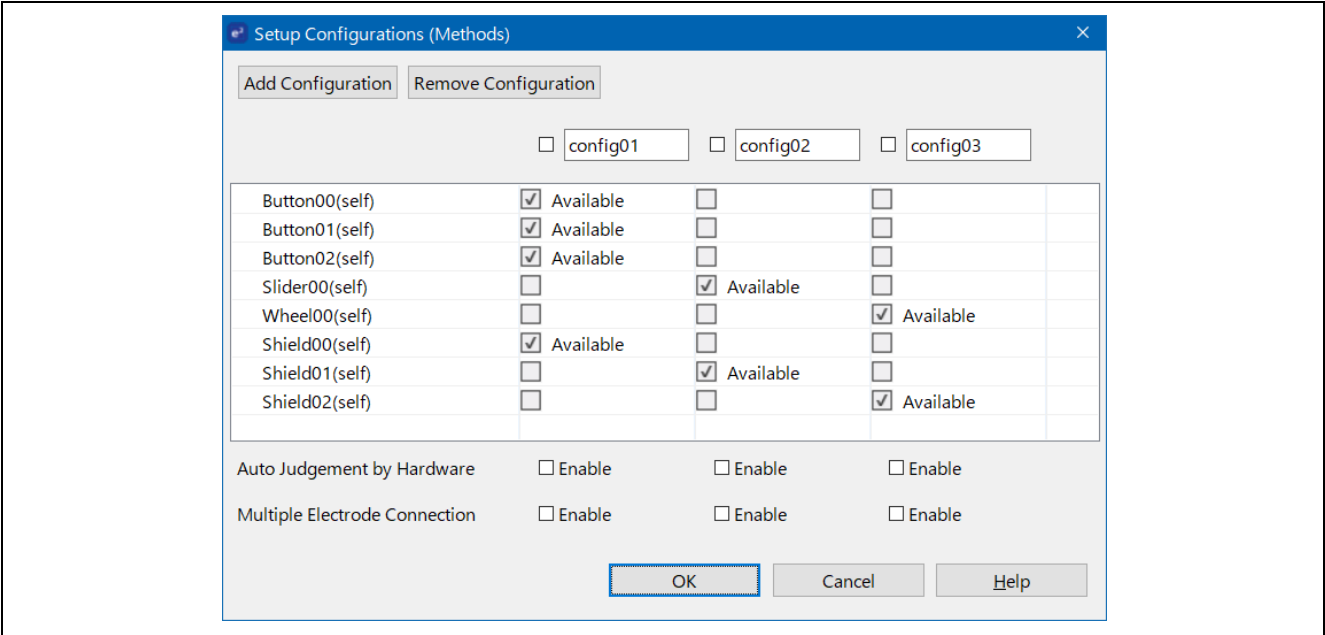 e² Setup Configurations (Methods)
Add Configuration Remove Configuration
config01 config02 config03
Button00(self) Available
Button01(self) Available
Button02(self) Available
Slider00(self) Available
Wheel00(self) Available
Shield00(self) Available
Shield01(self) Available
Shield02(self) Available
Auto Judgement by Hardware Enable Enable Enable
Multiple Electrode Connection Enable Enable Enable
OK Cancel Help